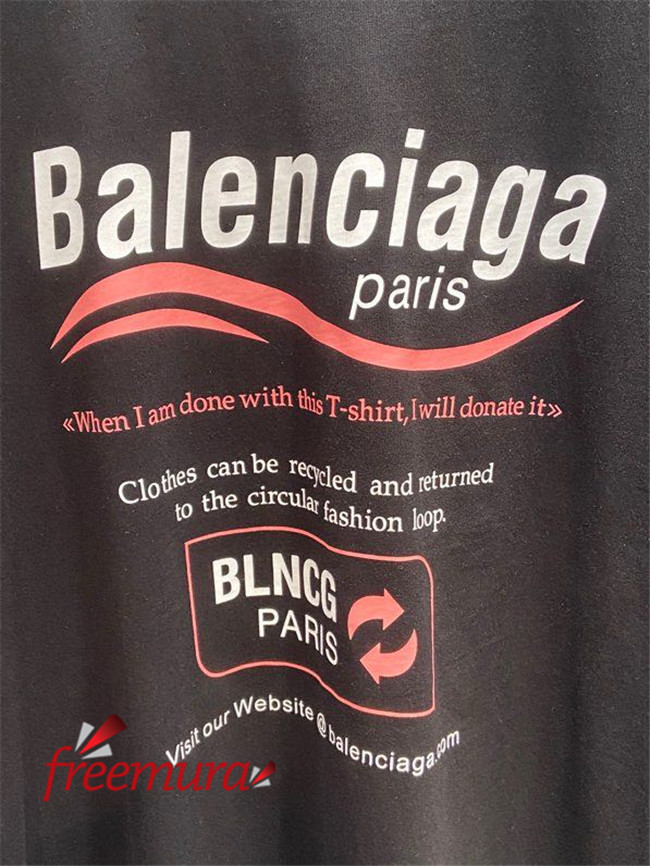 Balenciaga
paris
«When I am done with this T-shirt, I will donate it»
Clothes can be recycled and returned
to the circular fashion loop.
BLNCG
PARIS
Visit our Website @balenciaga.com
freemura